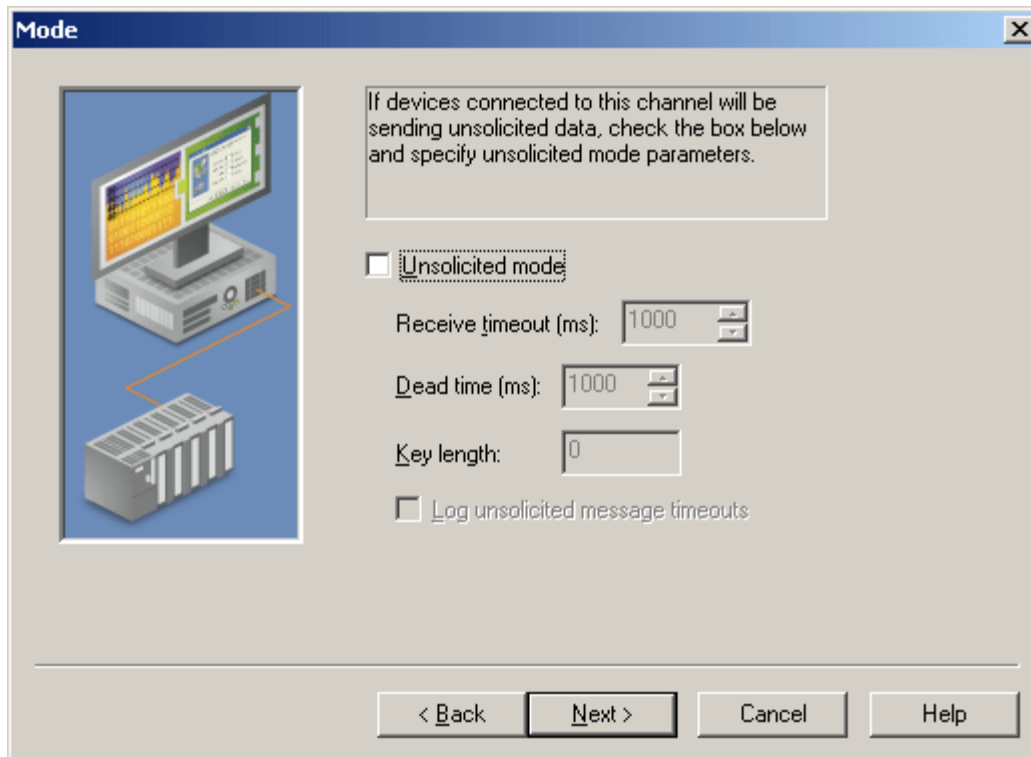 Mode
If devices connected to this channel will be
sending unsolicited data, check the box below
and specify unsolicited mode parameters.
Unsolicited mode
Receive timeout (ms): 1000
Dead time (ms): 1000
Key length: 0
Log unsolicited message timeouts
< Back Next > Cancel Help